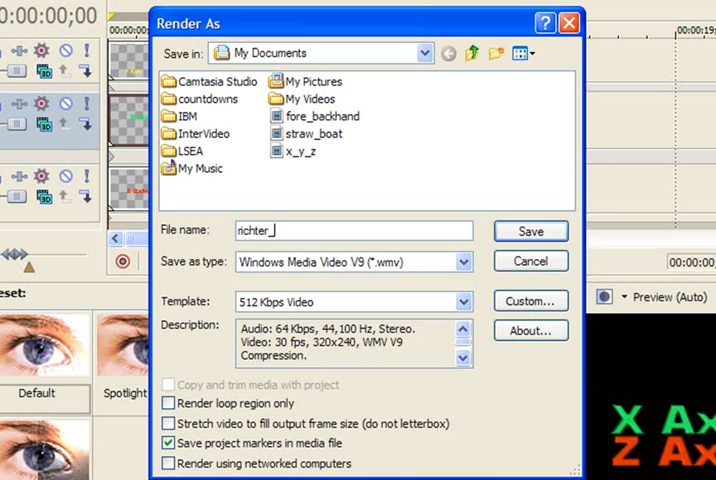 00:00:00;00
Render As
Save in:
My Documents
00:00:00
00:00:19
Camtasia Studio
My Pictures
countdowns
My Videos
IBM
fore_backhand
InterVideo
straw_boat
LSEA
x_y_z
My Music
File name:
richter_
Save
Save as type:
Windows Media Video V9 (*.wmv)
Cancel
00:00:00
eset:
Template:
512 Kbps Video
Custom...
Preview (Auto)
Description:
Audio: 64 Kbps, 44,100 Hz, Stereo.
Video: 30 fps, 320x240, WMV V9
Compression.
About...
Default
Spotlight
Copy and trim media with project
Render loop region only
Stretch video to fill output frame size (do not letterbox)
Save project markers in media file
Render using networked computers
X Ax
Z Ax